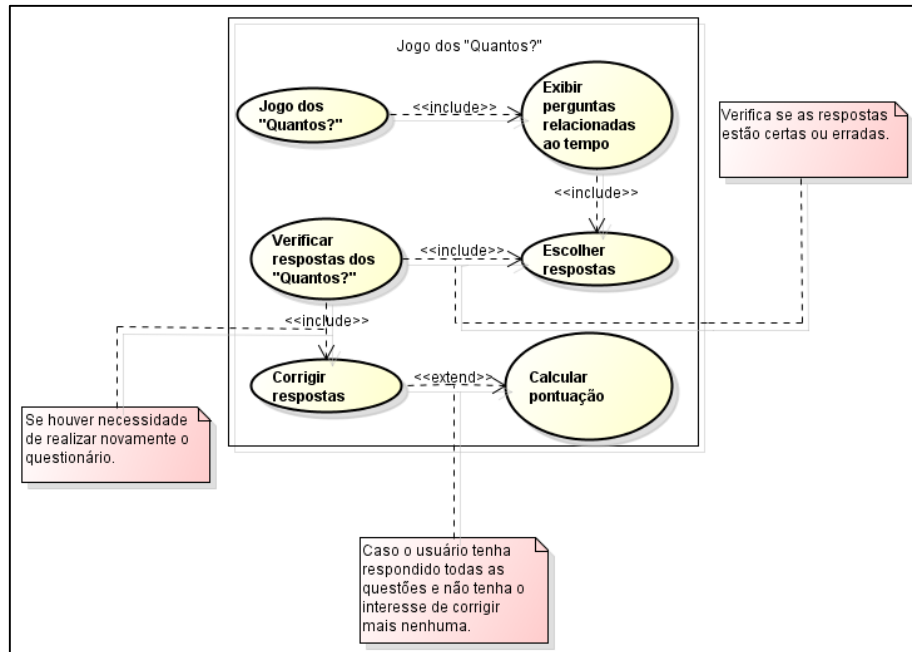 Jogo dos "Quantos?"
Jogo dos
"Quantos?"
<<include>>
Exibir
perguntas
relacionadas
ao tempo
Verifica se as respostas
estão certas ou erradas.
<<include>>
Verificar
respostas dos
"Quantos?"
<<include>>
Escolher
respostas
<<include>>
Corrigir
respostas
<<extend>>
Calcular
pontuação
Se houver necessidade
de realizar novamente o
questionário.
Caso o usuário tenha
respondido todas as
questões e não tenha o
interesse de corrigir
mais nenhuma.